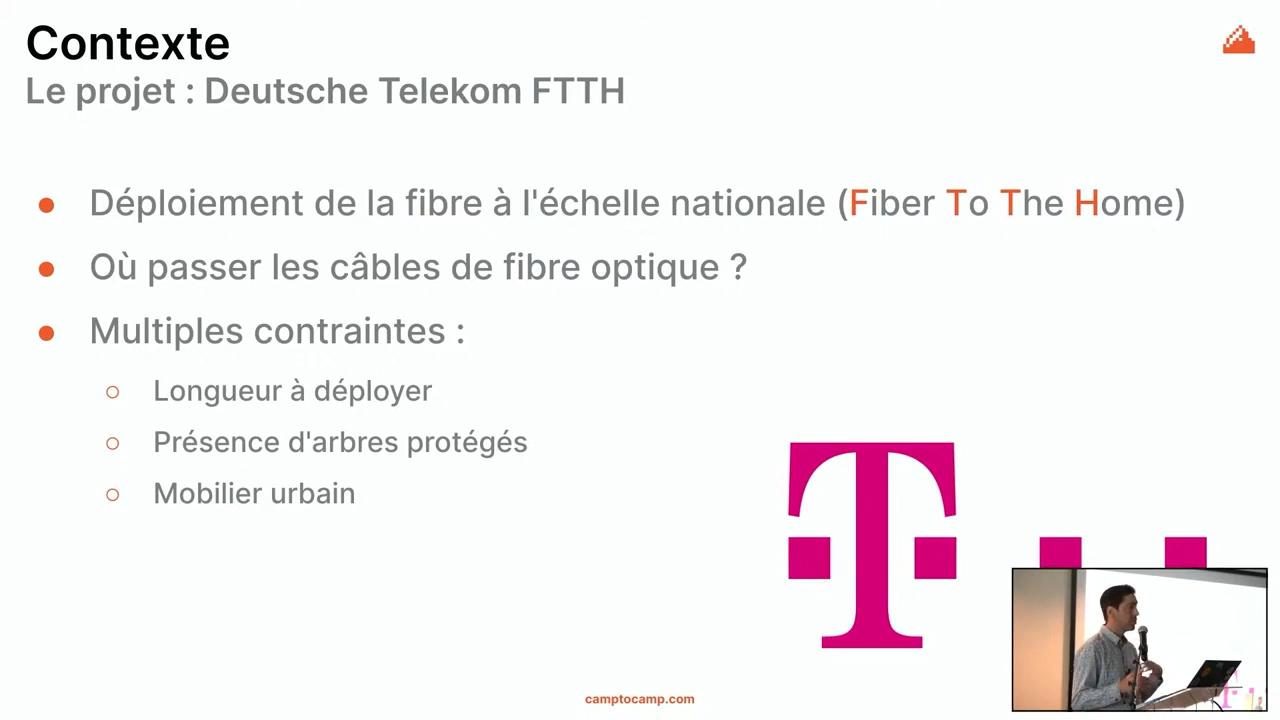 Contexte
Le projet : Deutsche Telekom FTTH
● Déploiement de la fibre à l'échelle nationale (Fiber To The Home)
● Où passer les câbles de fibre optique ?
● Multiples contraintes :
○ Longueur à déployer
○ Présence d'arbres protégés
○ Mobilier urbain
T
camptocamp.com